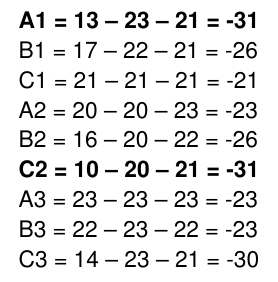 A1 = 13 – 23 – 21 = -31
B1 = 17 – 22 – 21 = -26
C1 = 21 – 21 – 21 = -21
A2 = 20 – 20 – 23 = -23
B2 = 16 – 20 – 22 = -26
C2 = 10 – 20 – 21 = -31
A3 = 23 – 23 – 23 = -23
B3 = 22 – 23 – 22 = -23
C3 = 14 – 23 – 21 = -30